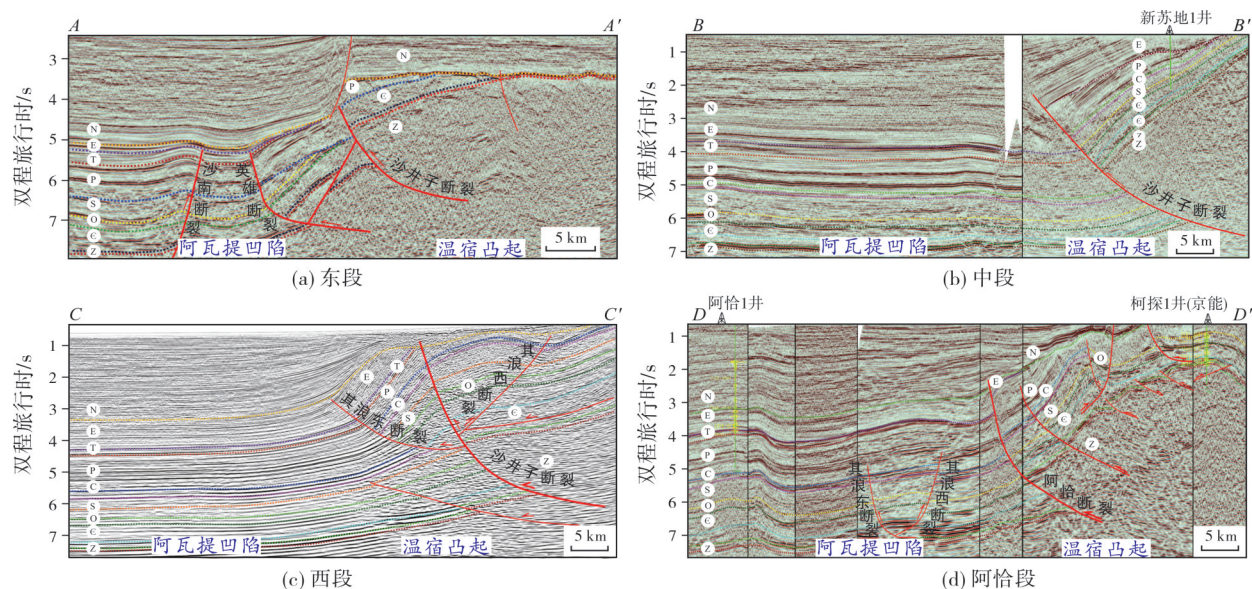 A A′
双程旅行时/s
3
4
5
6
7
N
P
Є
Z
N
E
T
P
S
O
Є
Z
沙南断裂
英雄断裂
沙井子断裂
阿瓦提凹陷
温宿凸起
5 km
(a) 东段
B B′
新苏地1井
双程旅行时/s
1
2
3
4
5
6
7
E
P
C
S
Є
Є
Z
Z
N
E
T
P
C
S
O
Є
Z
沙井子断裂
阿瓦提凹陷
温宿凸起
5 km
(b) 中段
C C′
双程旅行时/s
1
2
3
4
5
6
7
T
E
P
C
S
O
Є
Z
N
E
T
P
C
S
O
Є
Z
其浪东断裂
其浪西断裂
沙井子断裂
阿瓦提凹陷
温宿凸起
5 km
(c) 西段
D D′
阿恰1井
柯探1井(京能)
双程旅行时/s
1
2
3
4
5
6
7
N
O
E
P
C
S
Є
Z
N
E
T
P
C
S
O
Є
Z
其浪东断裂
其浪西断裂
阿恰断裂
阿瓦提凹陷
温宿凸起
5 km
(d) 阿恰段